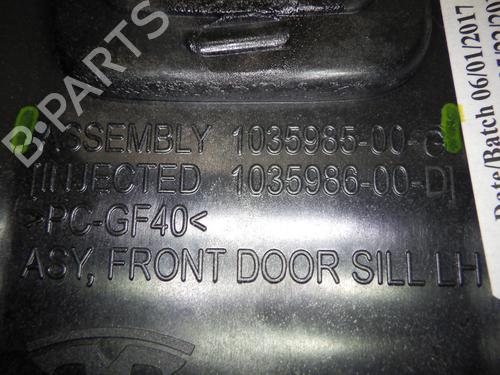 B-PARTS
ASSEMBLY 1035985-00-G
[INJECTED 1035986-00-D]
>PC-GF40<
ASY, FRONT DOOR SILL LH
Date/Batch 06/01/2017